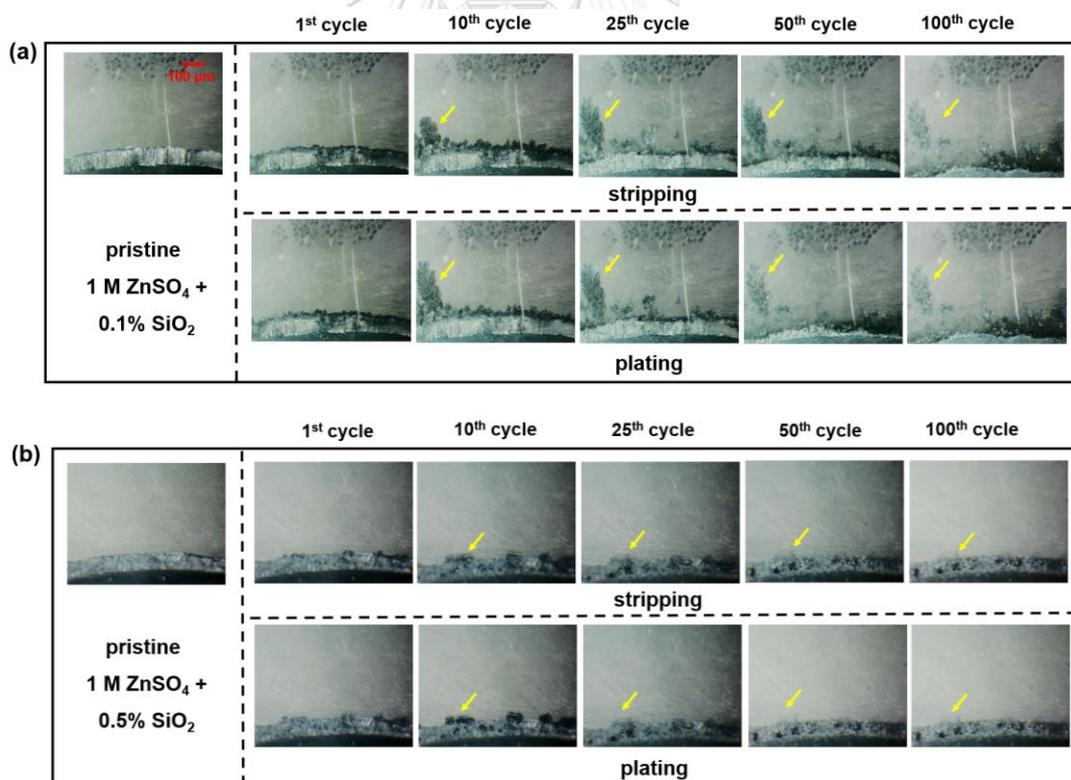 1st cycle 10th cycle 25th cycle 50th cycle 100th cycle
(a)
100 µm
stripping
pristine
1 M ZnSO4 +
0.1% SiO2
plating
1st cycle 10th cycle 25th cycle 50th cycle 100th cycle
(b)
stripping
pristine
1 M ZnSO4 +
0.5% SiO2
plating